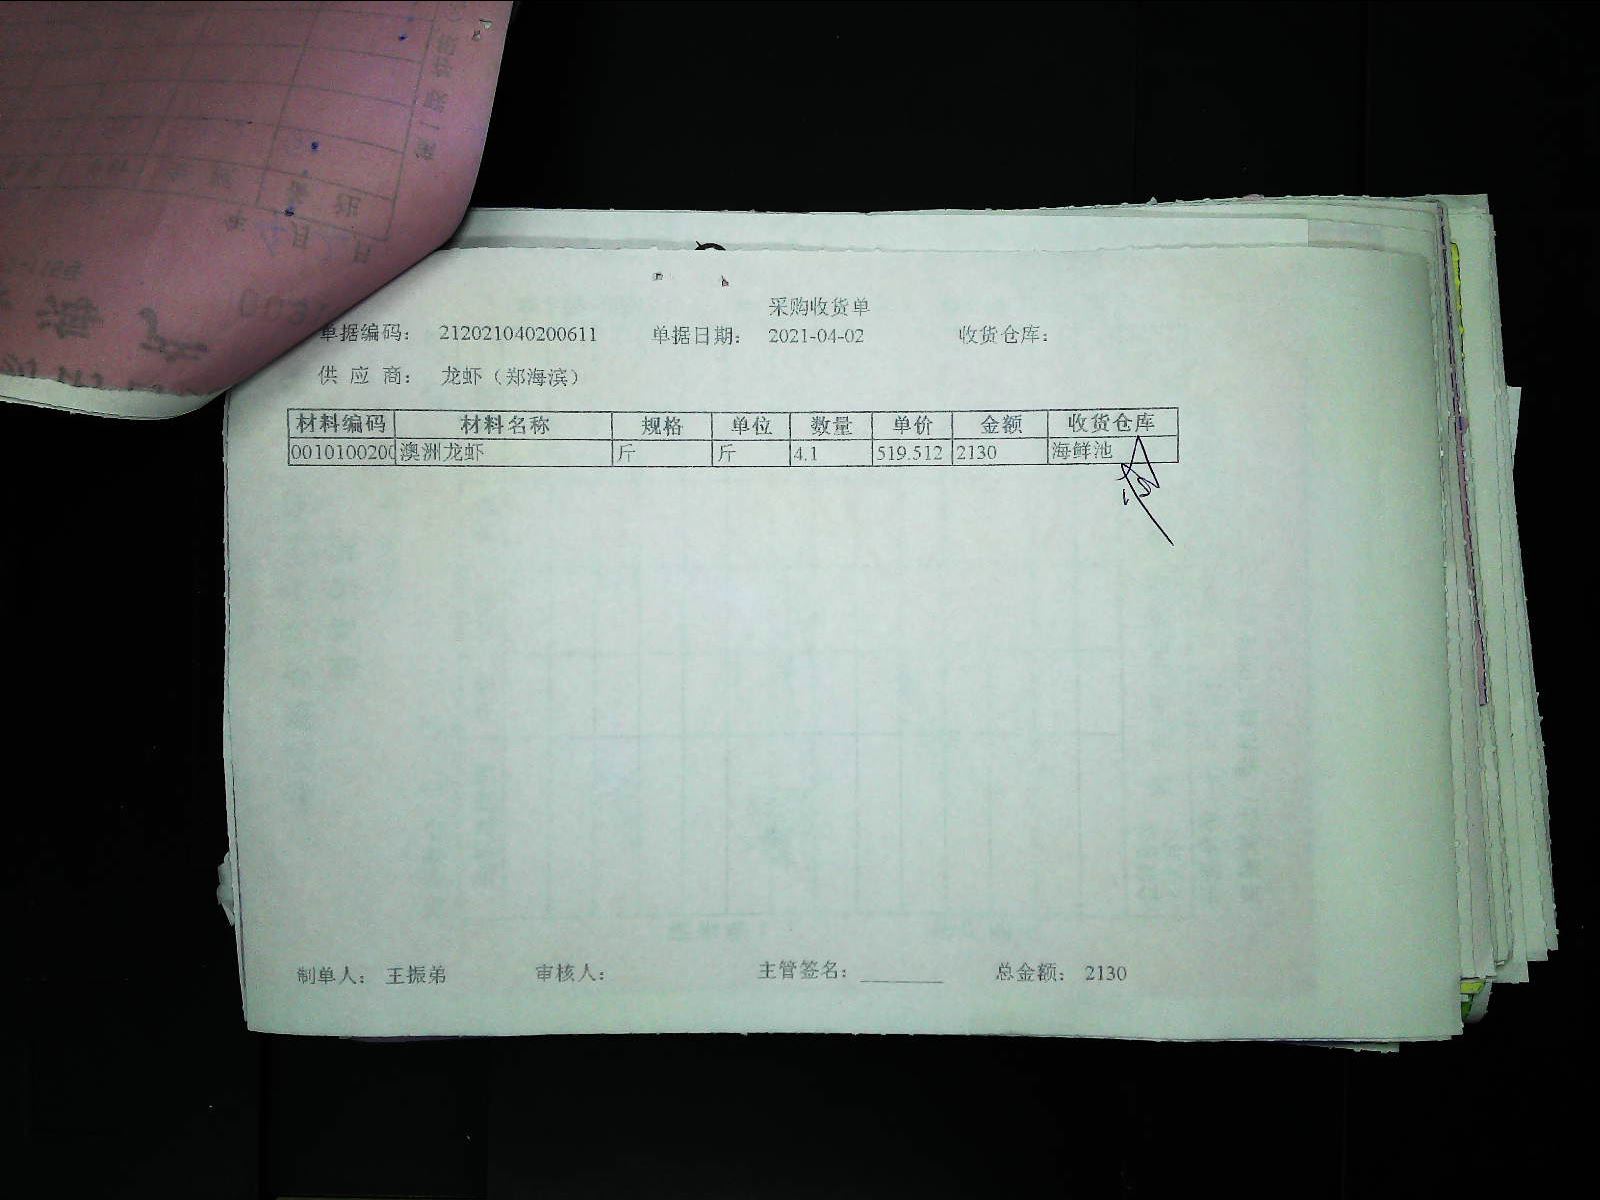 采购收货单
单据编码： 212021040200611 单据日期： 2021-04-02 收货仓库：
供 应 商： 龙虾（郑海滨）
材料编码 材料名称 规格 单位 数量 单价 金额 收货仓库
0010100200 澳洲龙虾 斤 斤 4.1 519.512 2130 海鲜池
制单人： 王振弟 审核人： 主管签名： 总金额： 2130